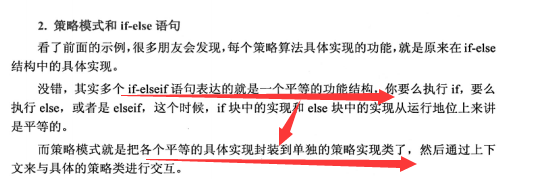 2. 策略模式和 if-else 语句
看了前面的示例，很多朋友会发现，每个策略算法具体实现的功能，就是原来在 if-else
结构中的具体实现。
没错，其实多个 if-elseif 语句表达的就是一个平等的功能结构，你要么执行 if，要么
执行 else，或者是 elseif，这个时候，if 块中的实现和 else 块中的实现从运行地位上来讲
是平等的。
而策略模式就是把各个平等的具体实现封装到单独的策略实现类了，然后通过上下
文来与具体的策略类进行交互。